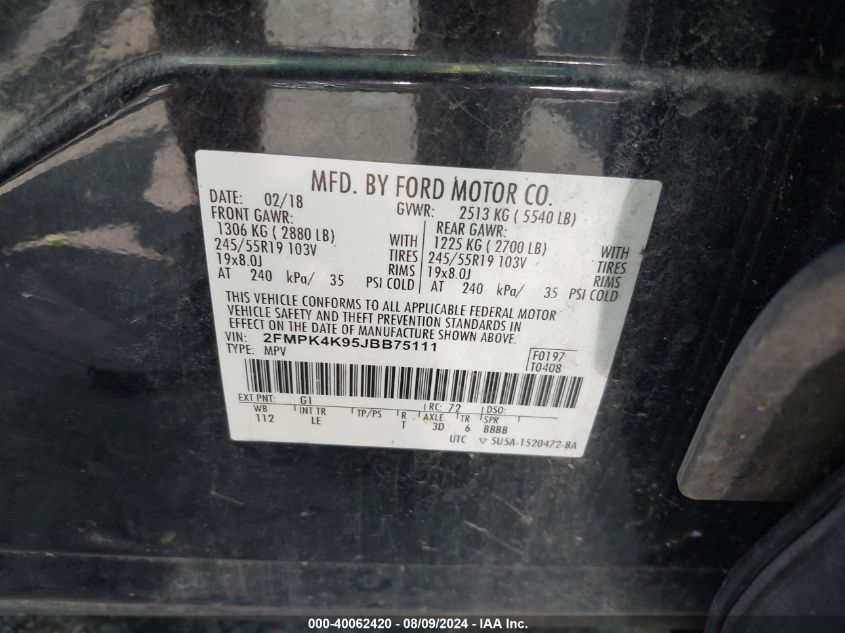 MFD. BY FORD MOTOR CO.
DATE: 02/18 GVWR: 2513 KG ( 5540 LB)
FRONT GAWR: REAR GAWR:
1306 KG ( 2880 LB) WITH 1225 KG ( 2700 LB) WITH
245/55R19 103V TIRES 245/55R19 103V TIRES
19x8.0J RIMS 19x8.0J RIMS
AT 240 kPa/ 35 PSI COLD AT 240 kPa/ 35 PSI COLD
THIS VEHICLE CONFORMS TO ALL APPLICABLE FEDERAL MOTOR
VEHICLE SAFETY AND THEFT PREVENTION STANDARDS IN
EFFECT ON THE DATE OF MANUFACTURE SHOWN ABOVE.
VIN: 2FMPK4K95JBB75111
TYPE: MPV
F0197
T0408
EXT PNT: G1 RC: 72 DSO:
WB INT TR TP/PS R AXLE TR SPR
112 LE T 3D 6 BBBB
UTC ▽ 5U5A-1520472-BA
000-40062420 - 08/09/2024 - IAA Inc.